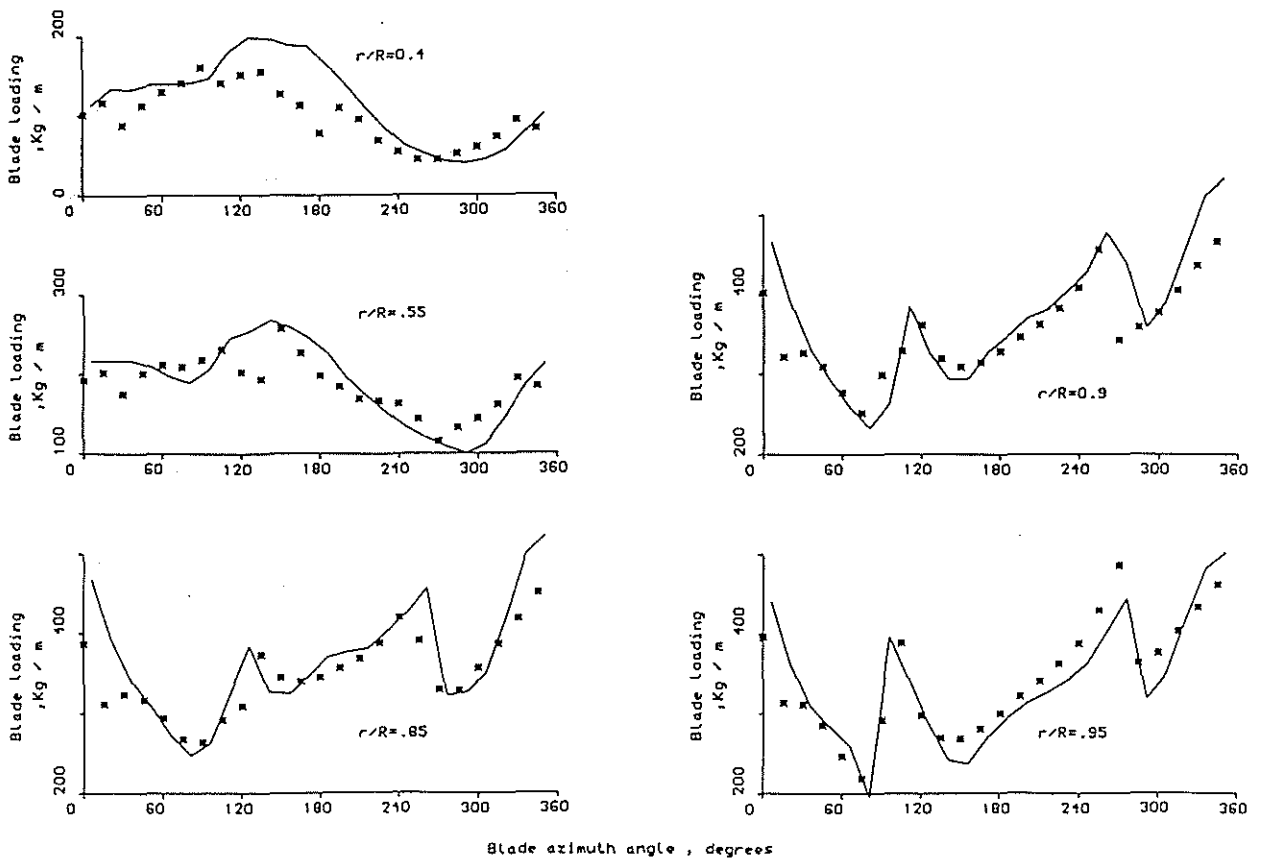 Blade loading
,Kg / m
200
0
r/R=0.4
0 60 120 180 240 300 360
Blade loading
,Kg / m
300
100
r/R=.55
0 60 120 180 240 300 360
Blade loading
,Kg / m
400
200
r/R=.85
0 60 120 180 240 300 360
Blade loading
,Kg / m
400
200
r/R=0.9
0 60 120 180 240 300 360
Blade loading
,Kg / m
400
200
r/R=.95
0 60 120 180 240 300 360
Blade azimuth angle , degrees